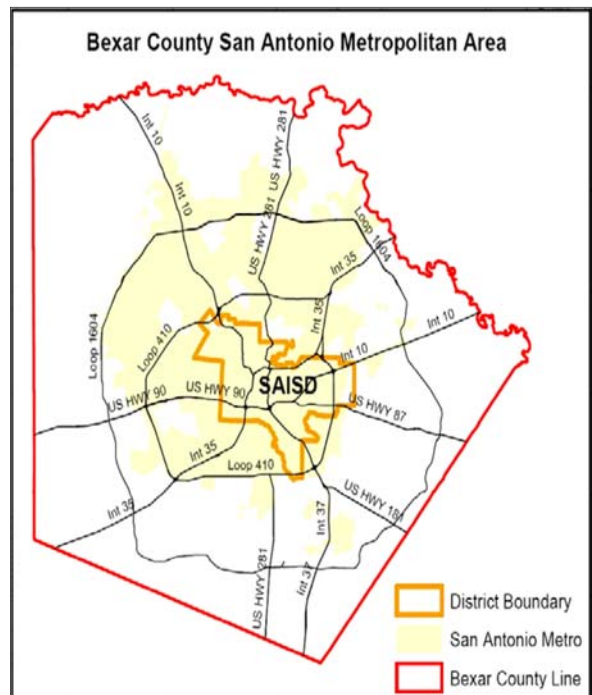 Bexar County San Antonio Metropolitan Area
Int 10
US HWY 281
Int 10
US HWY 281
Loop 1604
Int 35
Int 35
Loop 410
Int 10
Loop 1604
SAISD
US HWY 90
US HWY 90
US HWY 87
Int 35
Loop 410
US HWY 181
Int 37
Int 35
US HWY 281
Int 37
District Boundary
San Antonio Metro
Bexar County Line